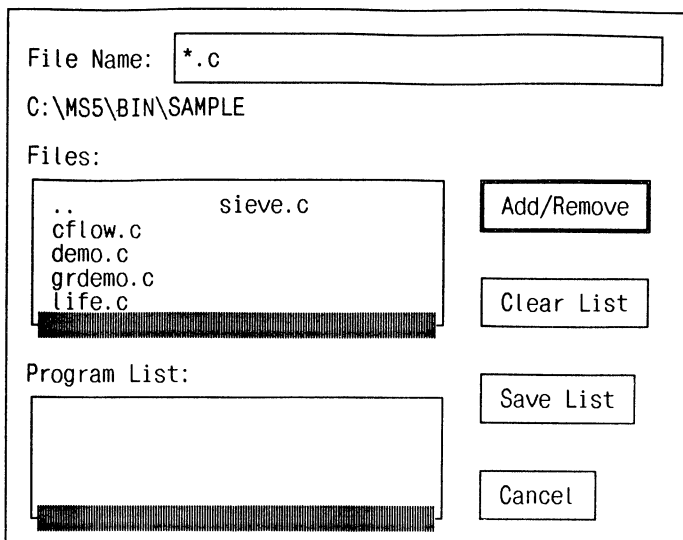 File Name: *.c
C:\MS5\BIN\SAMPLE
Files:
.. sieve.c
cflow.c
demo.c
grdemo.c
life.c
Add/Remove
Clear List
Program List:
Save List
Cancel